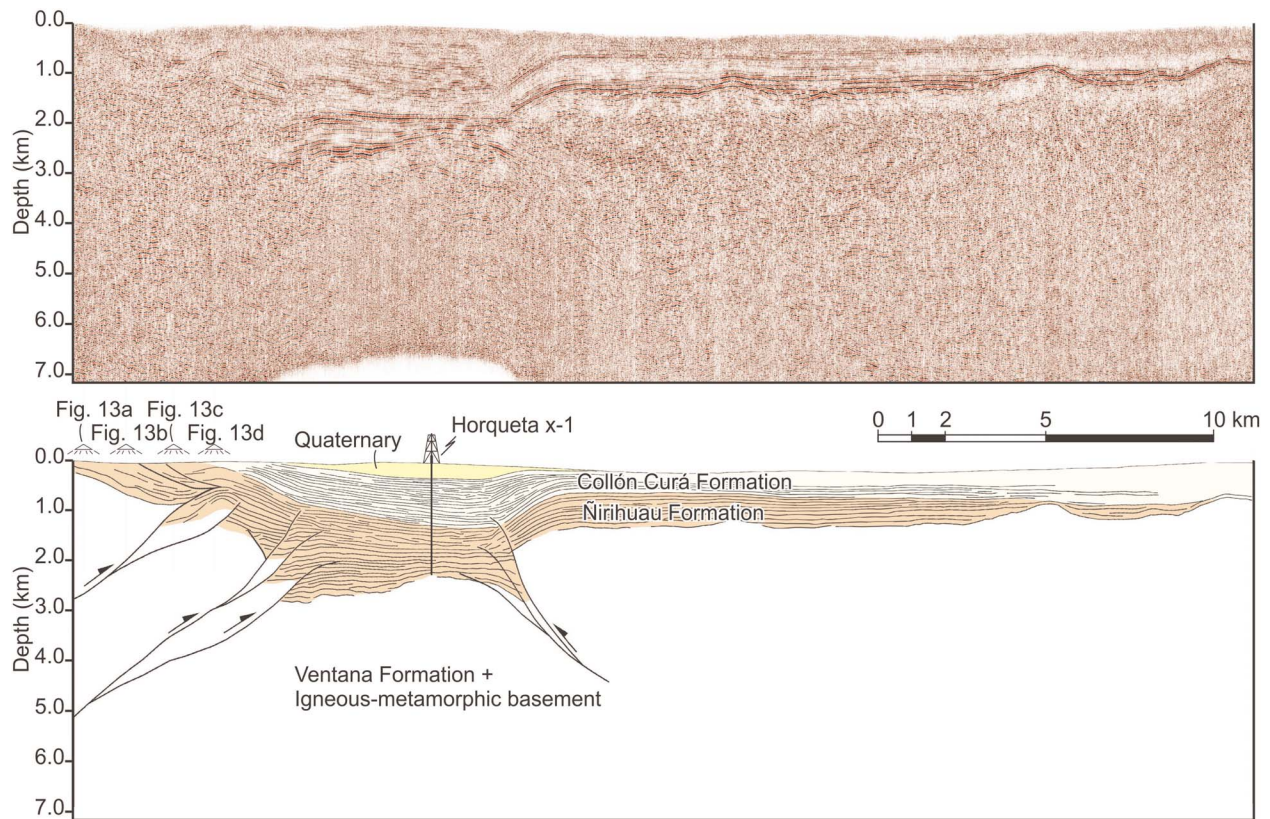 0.0
1.0
2.0
3.0
4.0
5.0
6.0
7.0
Depth (km)
Fig. 13a Fig. 13c
Fig. 13b Fig. 13d
Quaternary
Horqueta x-1
0 1 2 5 10 km
0.0
1.0
2.0
3.0
4.0
5.0
6.0
7.0
Depth (km)
Collón Curá Formation
Ñirihuau Formation
Ventana Formation +
Igneous-metamorphic basement